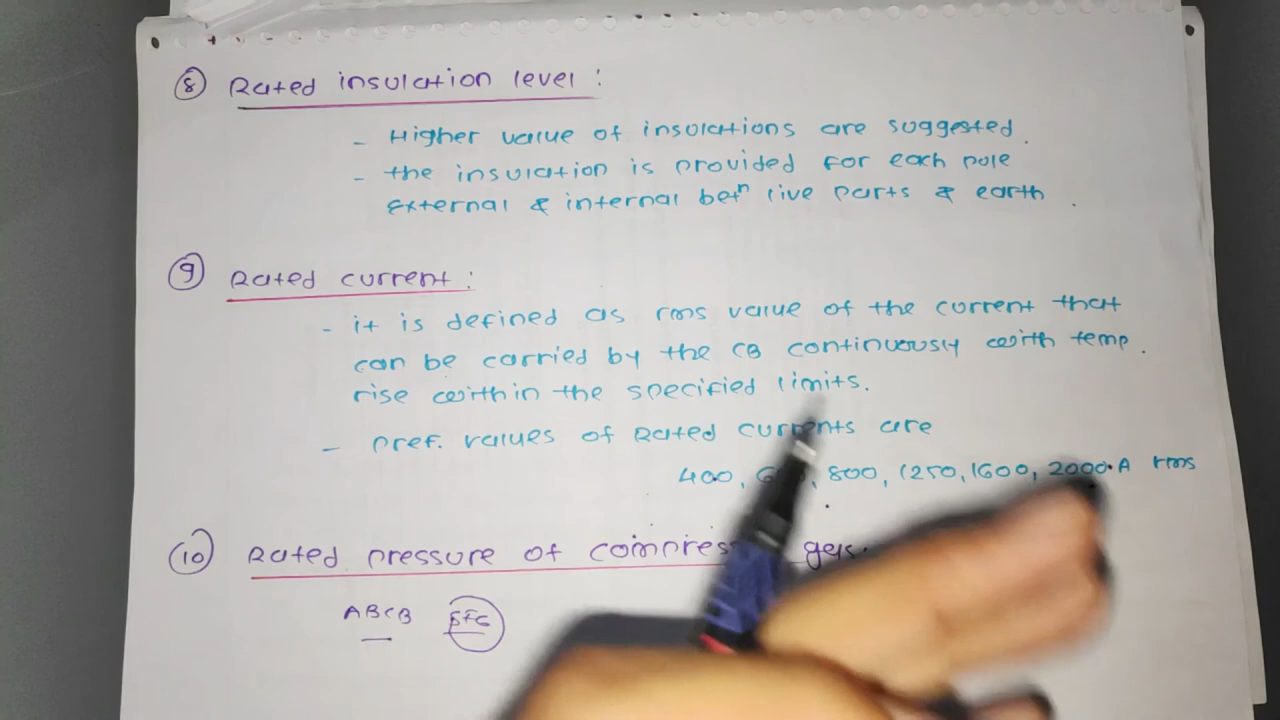 8 Rated insulation level :
- Higher value of insulations are suggested.
- the insulation is provided for each pole
external & internal betn live parts & earth.
9 Rated current :
- it is defined as rms value of the current that
can be carried by the CB continuously with temp.
rise within the specified limits.
- pref. values of Rated currents are
400, 800, 1250, 1600, 2000 A rms
10 Rated pressure of
ABCB SF6